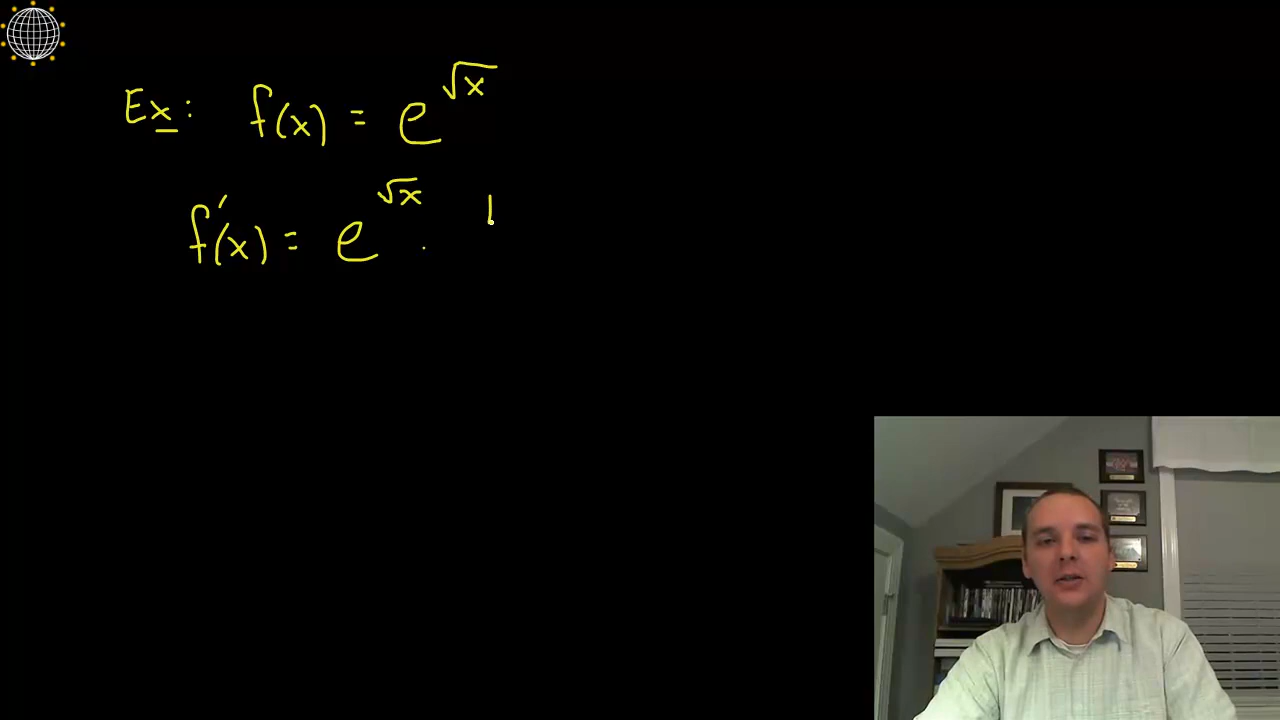 Ex: f(x) = e^√x
f'(x) = e^√x · 1